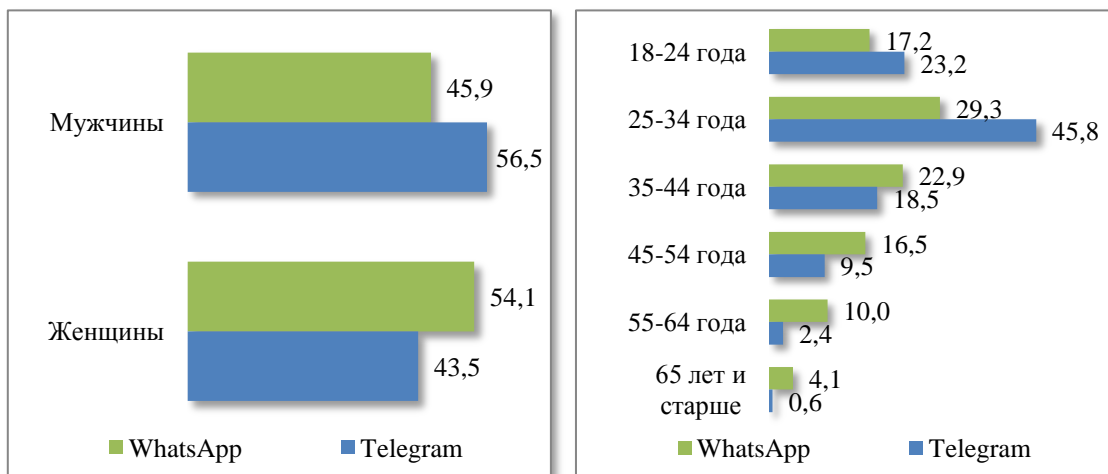 Мужчины
45,9
56,5
Женщины
54,1
43,5
WhatsApp
Telegram
18-24 года
17,2
23,2
25-34 года
29,3
45,8
35-44 года
22,9
18,5
45-54 года
16,5
9,5
55-64 года
10,0
2,4
65 лет и
старше
4,1
0,6
WhatsApp
Telegram